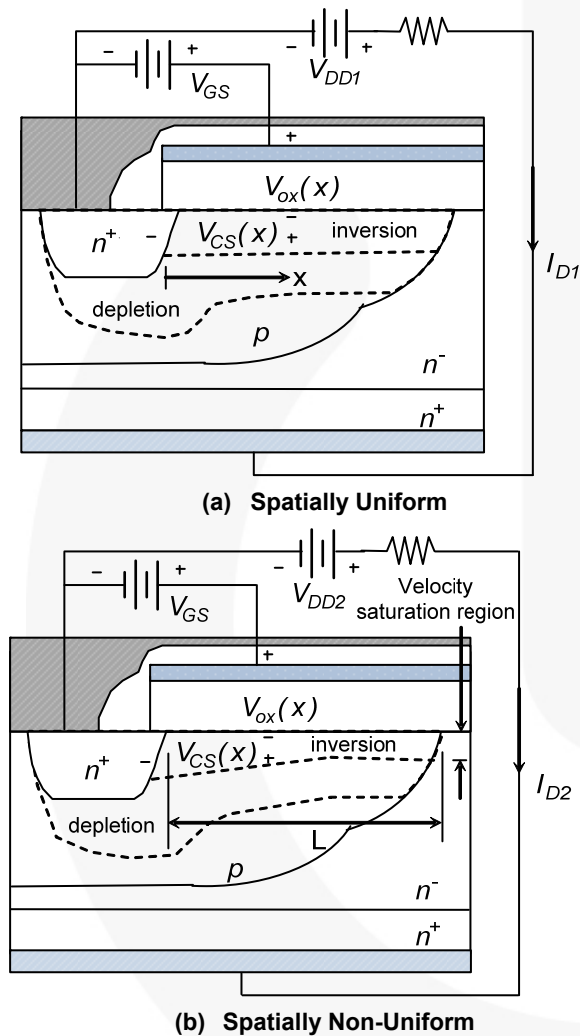 - +
V_GS
- +
V_DD1
+
V_ox(x)
n+
-
V_CS(x)
-
+
inversion
x
depletion
p
n-
n+
I_D1
(a) Spatially Uniform
- +
V_GS
- +
V_DD2
Velocity
saturation region
+
V_ox(x)
n+
-
V_CS(x)
-
+
inversion
depletion
L
p
n-
n+
I_D2
(b) Spatially Non-Uniform